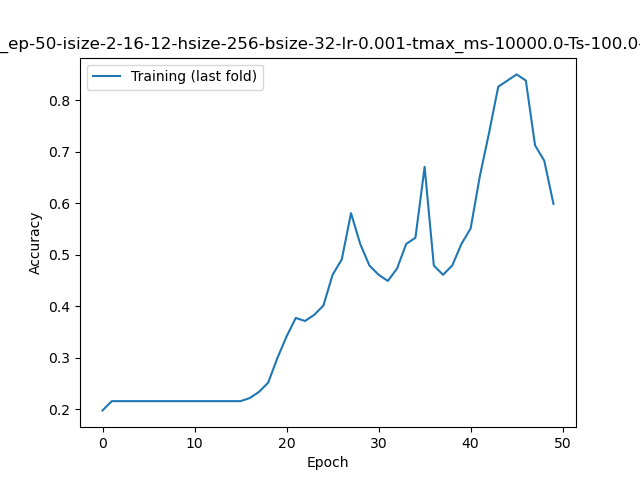 _ep-50-isize-2-16-12-hsize-256-bsize-32-lr-0.001-tmax_ms-10000.0-Ts-100.0-
Training (last fold)
0.8
0.7
0.6
0.5
0.4
0.3
0.2
Accuracy
0 10 20 30 40 50
Epoch